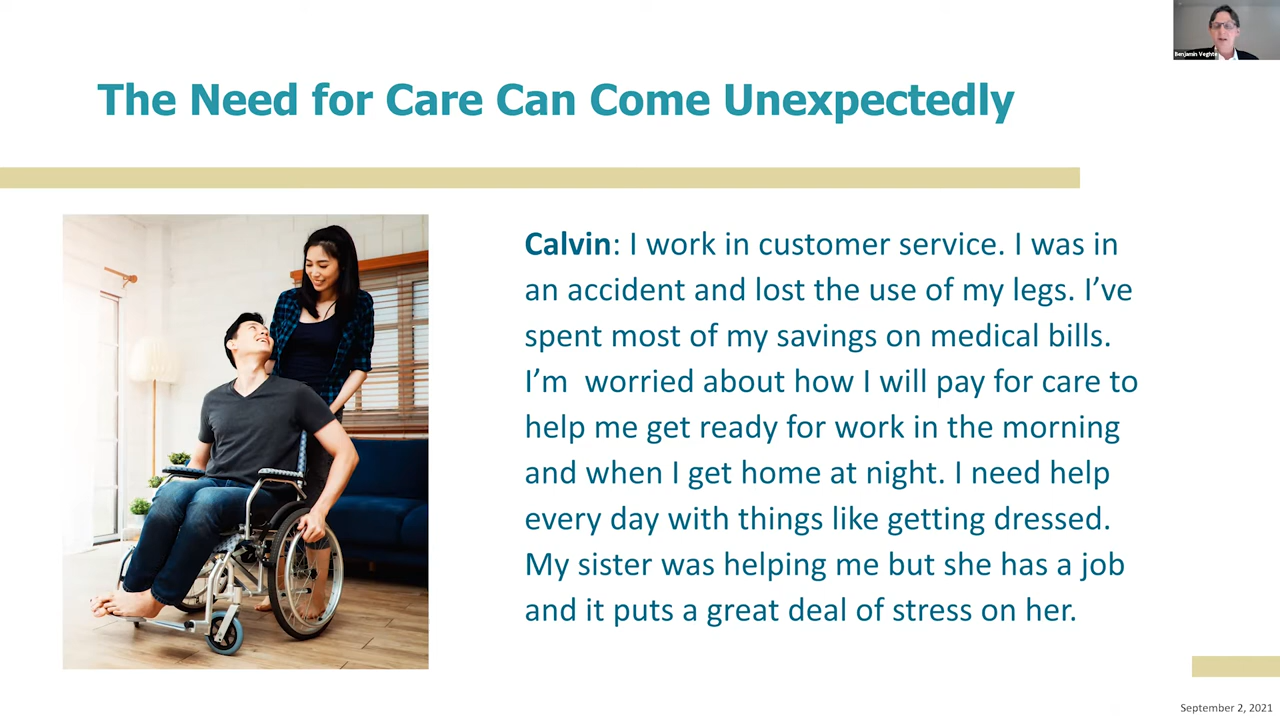 Benjamin Veghte
The Need for Care Can Come Unexpectedly
Calvin: I work in customer service. I was in
an accident and lost the use of my legs. I’ve
spent most of my savings on medical bills.
I’m  worried about how I will pay for care to
help me get ready for work in the morning
and when I get home at night. I need help
every day with things like getting dressed.
My sister was helping me but she has a job
and it puts a great deal of stress on her.
September 2, 2021